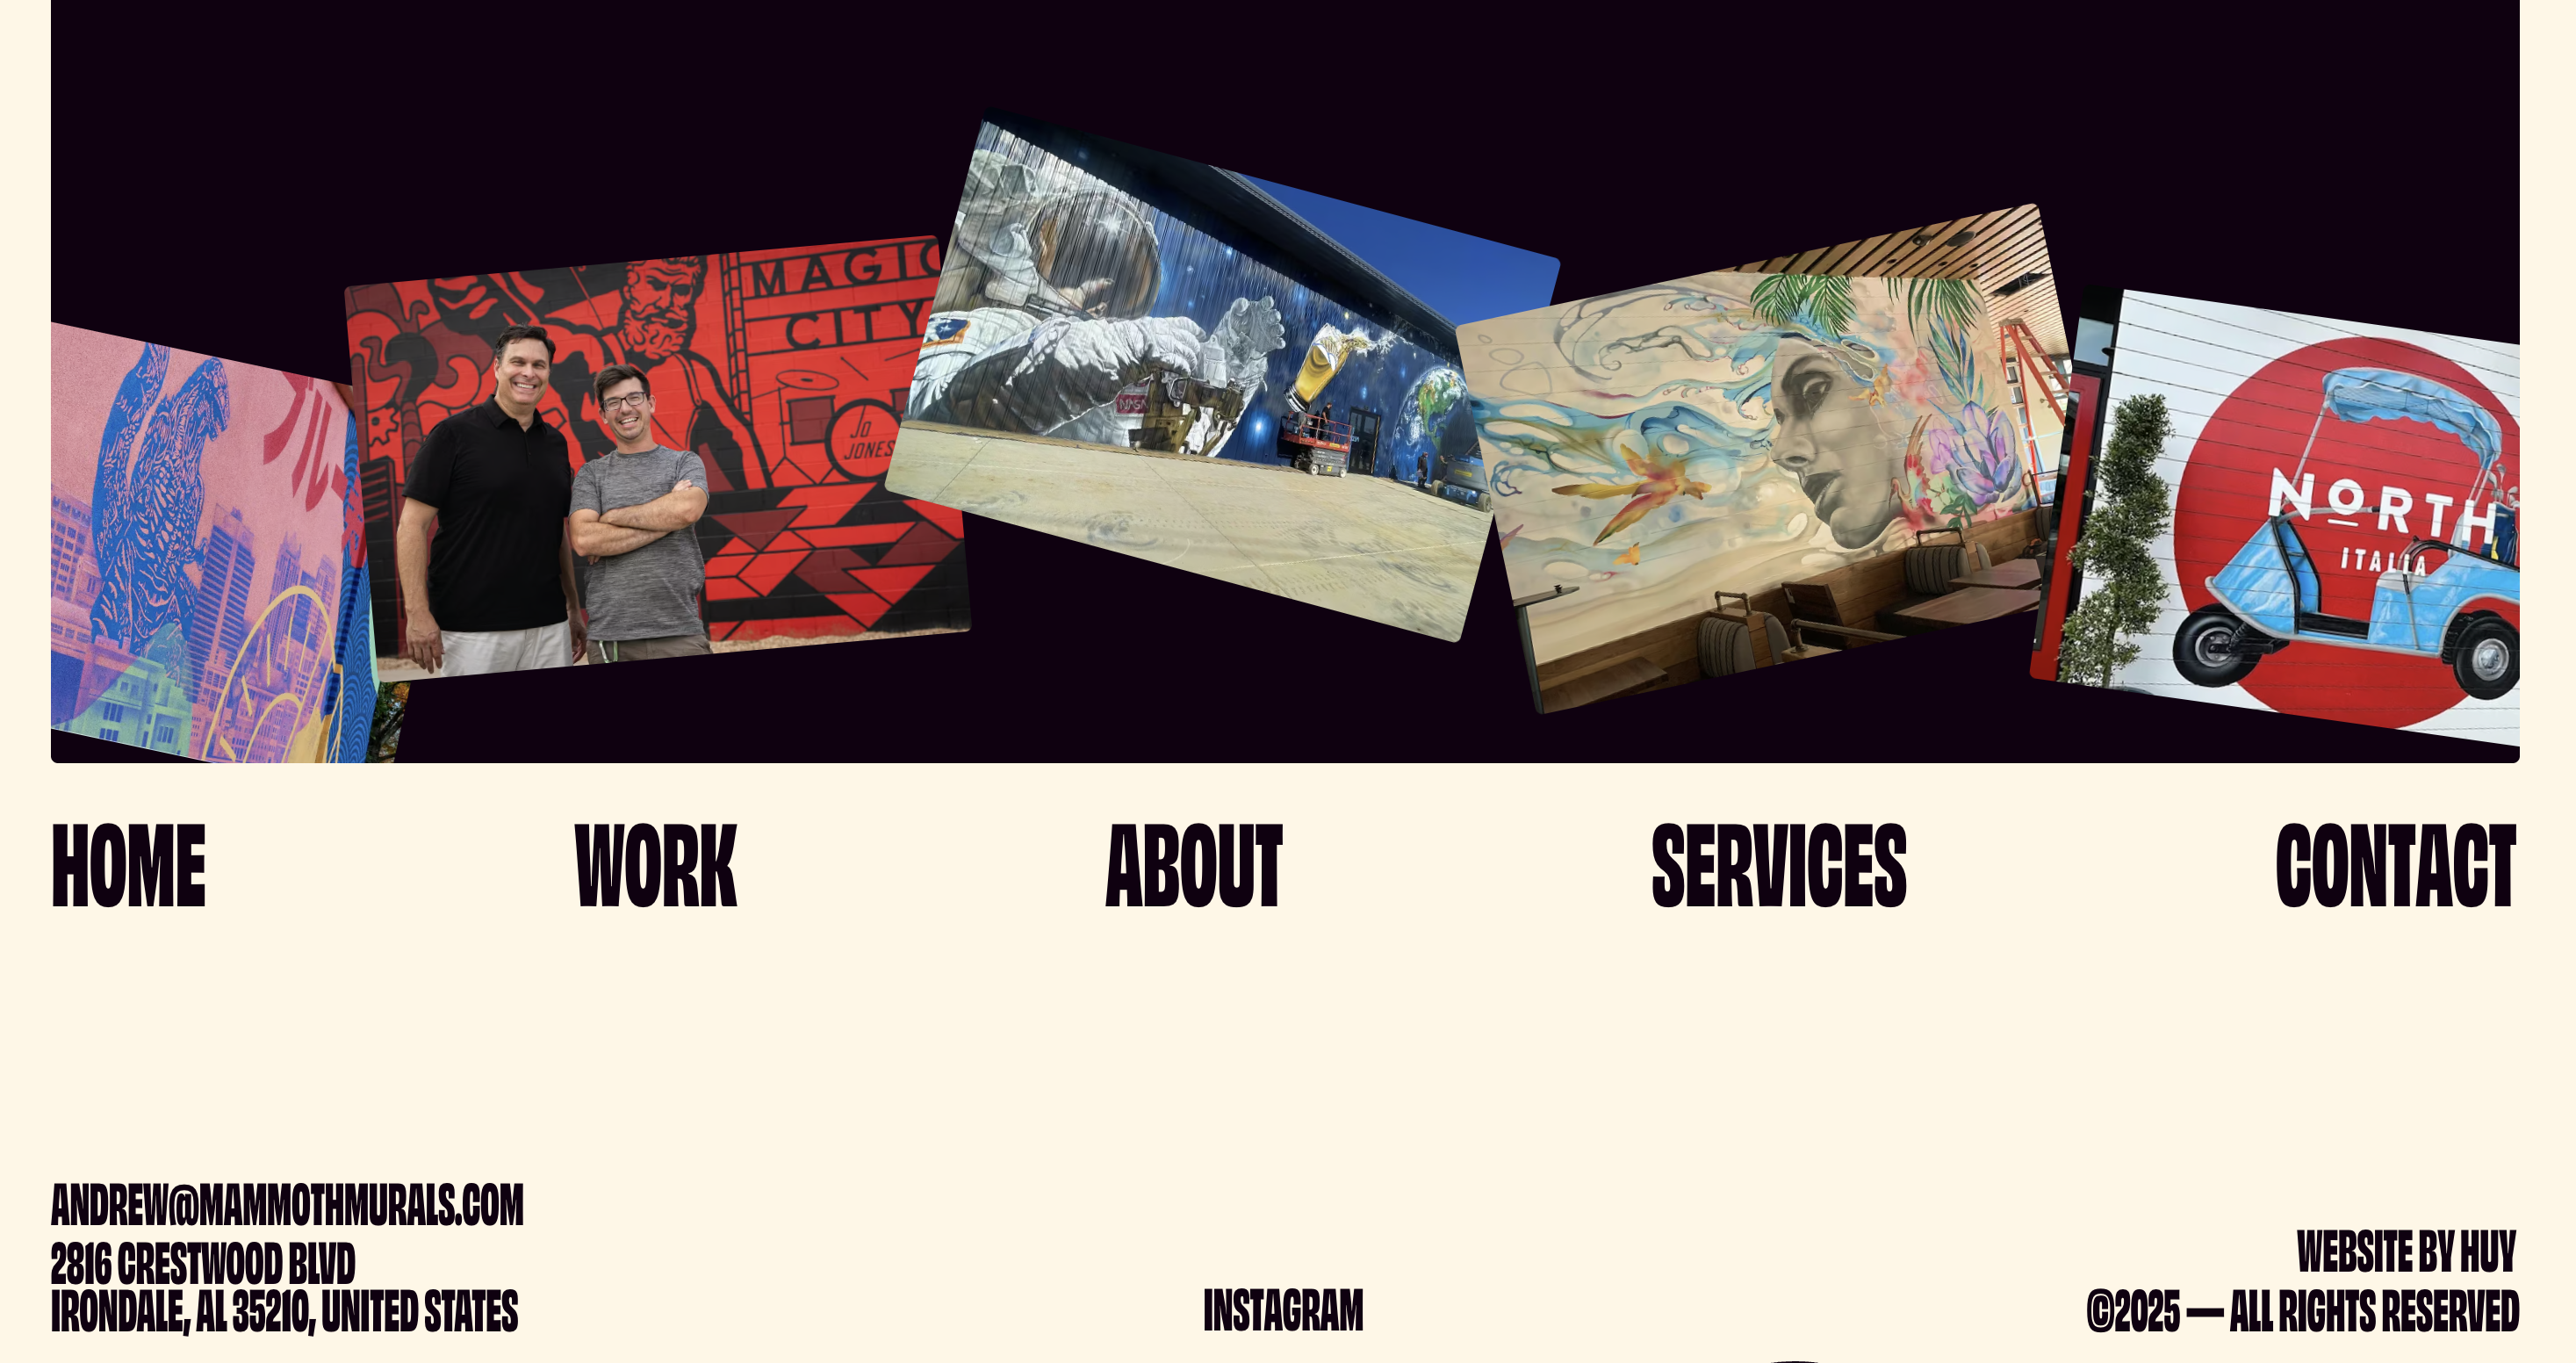 MAGIC
CITY
JO
JONES
NASA
NORTH
ITALIA
HOME
WORK
ABOUT
SERVICES
CONTACT
ANDREW@MAMMOTHMURALS.COM
2816 CRESTWOOD BLVD
IRONDALE, AL 35210, UNITED STATES
INSTAGRAM
WEBSITE BY HUY
©2025 — ALL RIGHTS RESERVED